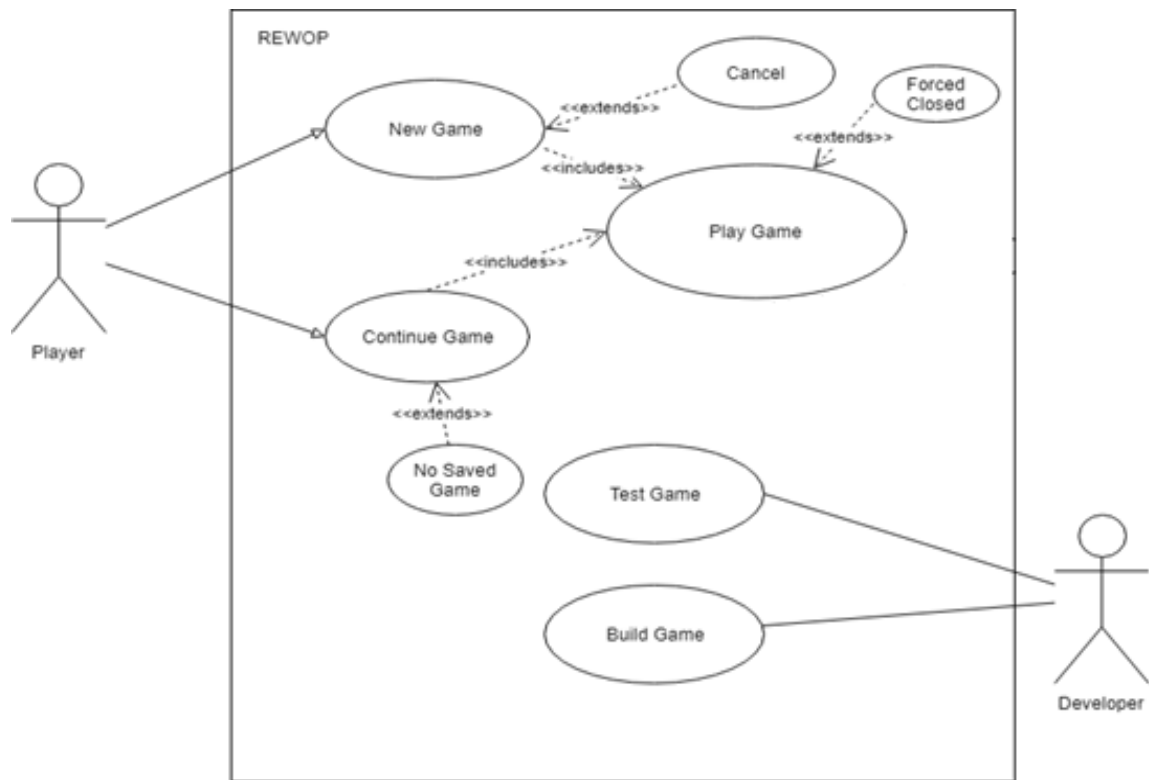 REWOP
Cancel
Forced
Closed
<<extends>>
New Game
<<extends>>
<<includes>>
Play Game
<<includes>>
Continue Game
Player
<<extends>>
No Saved
Game
Test Game
Build Game
Developer